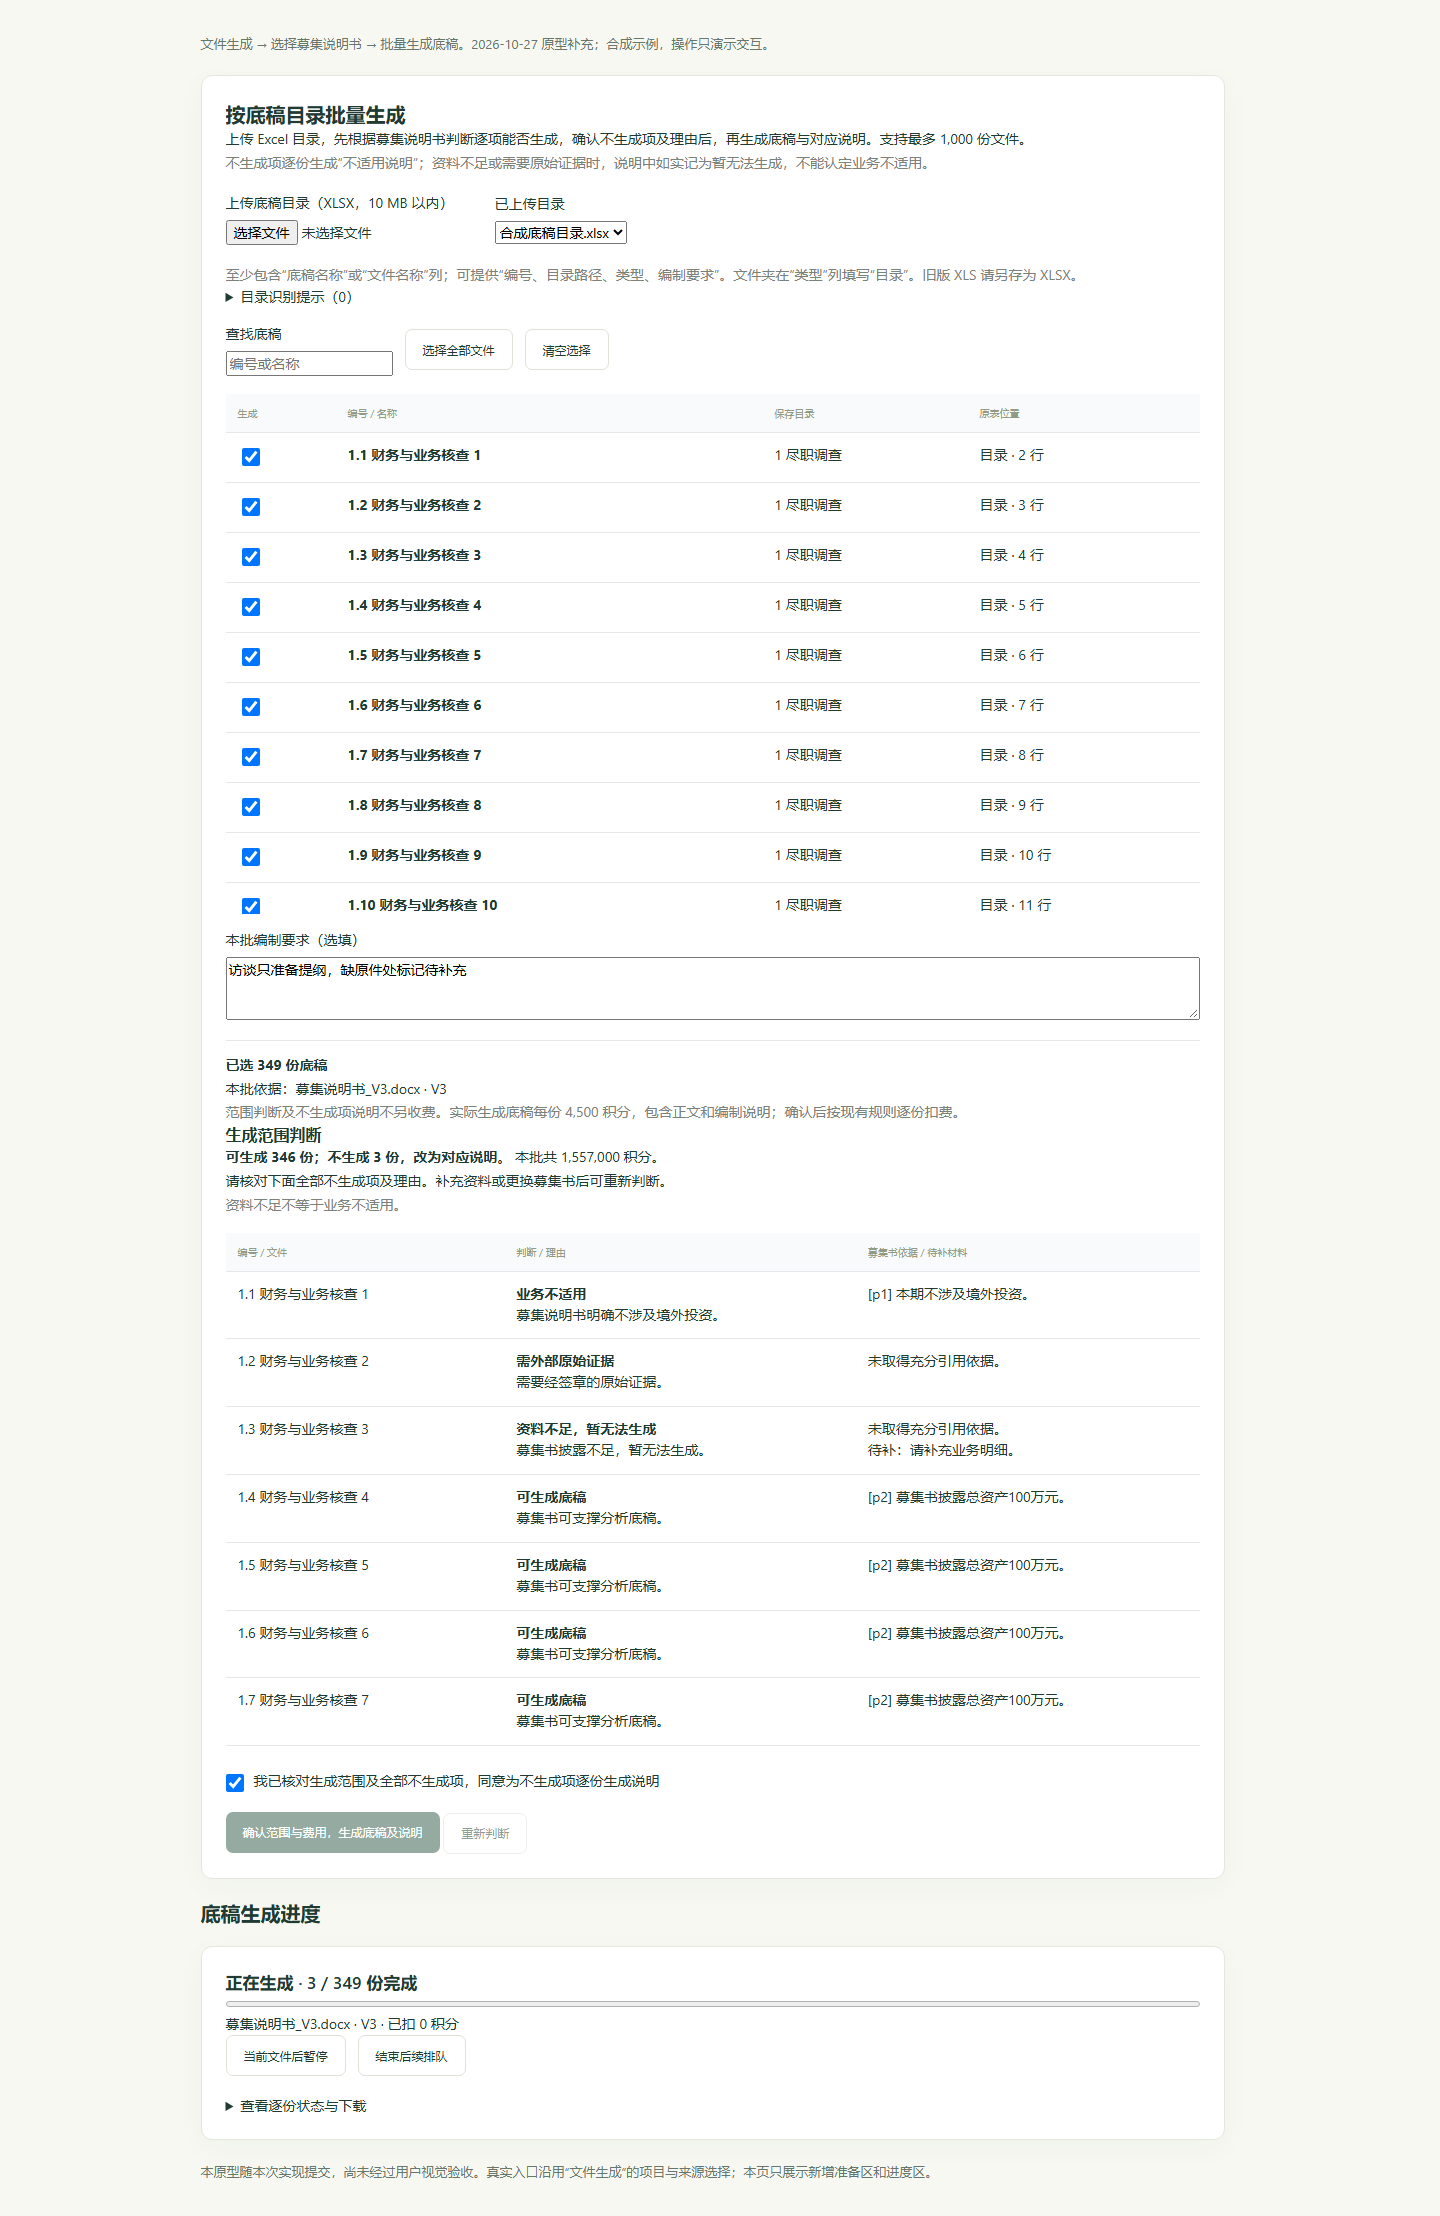 文件生成 → 选择募集说明书 → 批量生成底稿。2026-10-27 原型补充；合成示例，操作只演示交互。
按底稿目录批量生成
上传 Excel 目录，先根据募集说明书判断逐项能否生成，确认不生成项及理由后，再生成底稿与对应说明。支持最多 1,000 份文件。
不生成项逐份生成“不适用说明”；资料不足或需要原始证据时，说明中如实记为暂无法生成，不能认定业务不适用。
上传底稿目录（XLSX，10 MB 以内） 已上传目录
选择文件 未选择文件 合成底稿目录.xlsx
至少包含“底稿名称”或“文件名称”列；可提供“编号、目录路径、类型、编制要求”。文件夹在“类型”列填写“目录”。旧版 XLS 请另存为 XLSX。
▶ 目录识别提示（0）
查找底稿
编号或名称 选择全部文件 清空选择
生成 编号 / 名称 保存目录 原表位置
1.1 财务与业务核查 1 1 尽职调查 目录 · 2 行
1.2 财务与业务核查 2 1 尽职调查 目录 · 3 行
1.3 财务与业务核查 3 1 尽职调查 目录 · 4 行
1.4 财务与业务核查 4 1 尽职调查 目录 · 5 行
1.5 财务与业务核查 5 1 尽职调查 目录 · 6 行
1.6 财务与业务核查 6 1 尽职调查 目录 · 7 行
1.7 财务与业务核查 7 1 尽职调查 目录 · 8 行
1.8 财务与业务核查 8 1 尽职调查 目录 · 9 行
1.9 财务与业务核查 9 1 尽职调查 目录 · 10 行
1.10 财务与业务核查 10 1 尽职调查 目录 · 11 行
本批编制要求（选填）
访谈只准备提纲，缺原件处标记待补充
已选 349 份底稿
本批依据：募集说明书_V3.docx · V3
范围判断及不生成项说明不另收费。实际生成底稿每份 4,500 积分，包含正文和编制说明；确认后按现有规则逐份扣费。
生成范围判断
可生成 346 份；不生成 3 份，改为对应说明。 本批共 1,557,000 积分。
请核对下面全部不生成项及理由。补充资料或更换募集书后可重新判断。
资料不足不等于业务不适用。
编号 / 文件 判断 / 理由 募集书依据 / 待补材料
1.1 财务与业务核查 1 业务不适用 [p1] 本期不涉及境外投资。
募集说明书明确不涉及境外投资。
1.2 财务与业务核查 2 需外部原始证据 未取得充分引用依据。
需要经签章的原始证据。
1.3 财务与业务核查 3 资料不足，暂无法生成 未取得充分引用依据。
募集书披露不足，暂无法生成。 待补：请补充业务明细。
1.4 财务与业务核查 4 可生成底稿 [p2] 募集书披露总资产100万元。
募集书可支撑分析底稿。
1.5 财务与业务核查 5 可生成底稿 [p2] 募集书披露总资产100万元。
募集书可支撑分析底稿。
1.6 财务与业务核查 6 可生成底稿 [p2] 募集书披露总资产100万元。
募集书可支撑分析底稿。
1.7 财务与业务核查 7 可生成底稿 [p2] 募集书披露总资产100万元。
募集书可支撑分析底稿。
我已核对生成范围及全部不生成项，同意为不生成项逐份生成说明
确认范围与费用，生成底稿及说明 重新判断
底稿生成进度
正在生成 · 3 / 349 份完成
募集说明书_V3.docx · V3 · 已扣 0 积分
当前文件后暂停 结束后续排队
▶ 查看逐份状态与下载
本原型随本次实现提交，尚未经过用户视觉验收。真实入口沿用“文件生成”的项目与来源选择；本页只展示新增准备区和进度区。